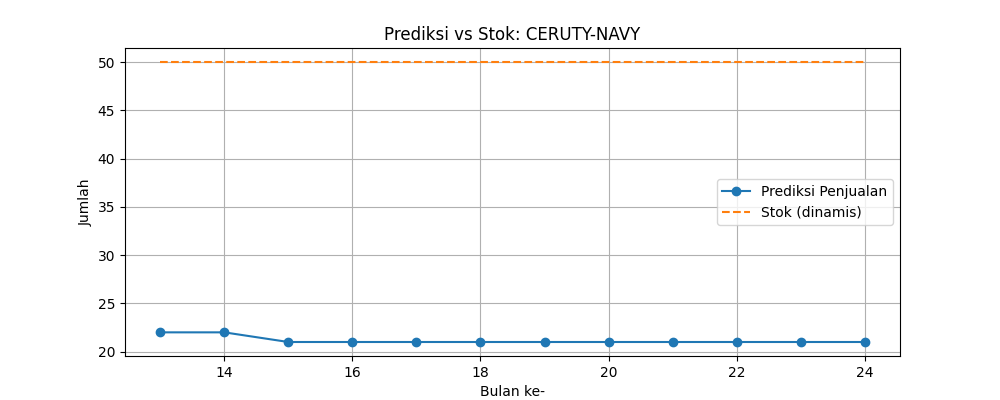 Prediksi vs Stok: CERUTY-NAVY
50
45
40
35
30
25
20
Jumlah
Prediksi Penjualan
Stok (dinamis)
14 16 18 20 22 24
Bulan ke-